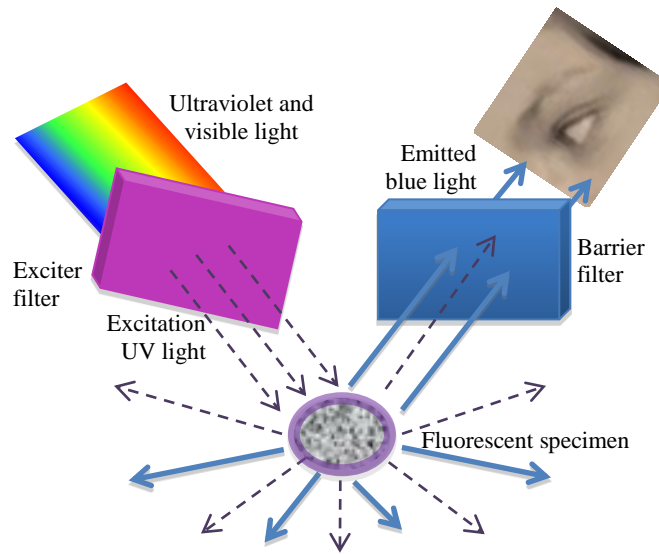 Ultraviolet and
visible light
Emitted
blue light
Exciter
filter
Barrier
filter
Excitation
UV light
Fluorescent specimen